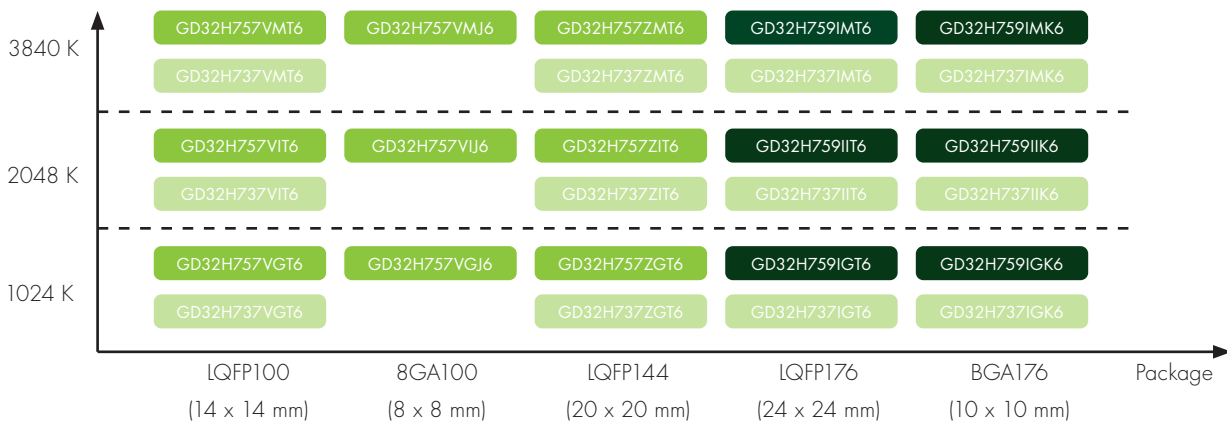 3840 K
GD32H757VMT6 GD32H757VMJ6 GD32H757ZMT6 GD32H759IMT6 GD32H759IMK6
GD32H737VMT6 GD32H737ZMT6 GD32H737IMT6 GD32H737IMK6
2048 K
GD32H757VIT6 GD32H757VIJ6 GD32H757ZIT6 GD32H759IIT6 GD32H759IIK6
GD32H737VIT6 GD32H737ZIT6 GD32H737IIT6 GD32H737IIK6
1024 K
GD32H757VGT6 GD32H757VGJ6 GD32H757ZGT6 GD32H759IGT6 GD32H759IGK6
GD32H737VGT6 GD32H737ZGT6 GD32H737IGT6 GD32H737IGK6
LQFP100 8GA100 LQFP144 LQFP176 BGA176 Package
(14 x 14 mm) (8 x 8 mm) (20 x 20 mm) (24 x 24 mm) (10 x 10 mm)